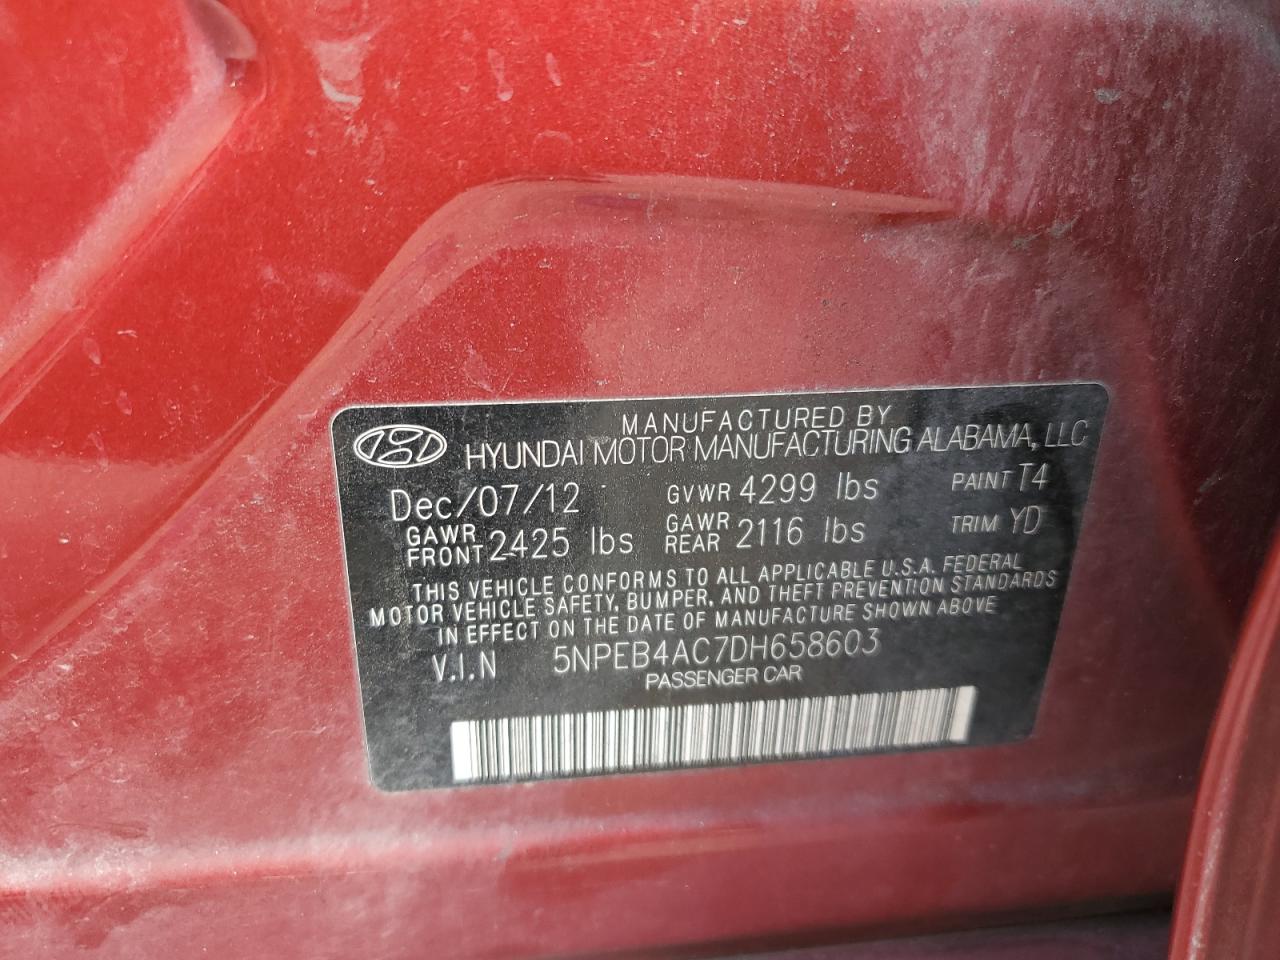 MANUFACTURED BY
HYUNDAI MOTOR MANUFACTURING ALABAMA, LLC
Dec/07/12 GVWR 4299 lbs PAINT T4
GAWR FRONT 2425 lbs GAWR REAR 2116 lbs TRIM YD
THIS VEHICLE CONFORMS TO ALL APPLICABLE U.S.A. FEDERAL
MOTOR VEHICLE SAFETY, BUMPER, AND THEFT PREVENTION STANDARDS
IN EFFECT ON THE DATE OF MANUFACTURE SHOWN ABOVE
V.I.N 5NPEB4AC7DH658603
PASSENGER CAR